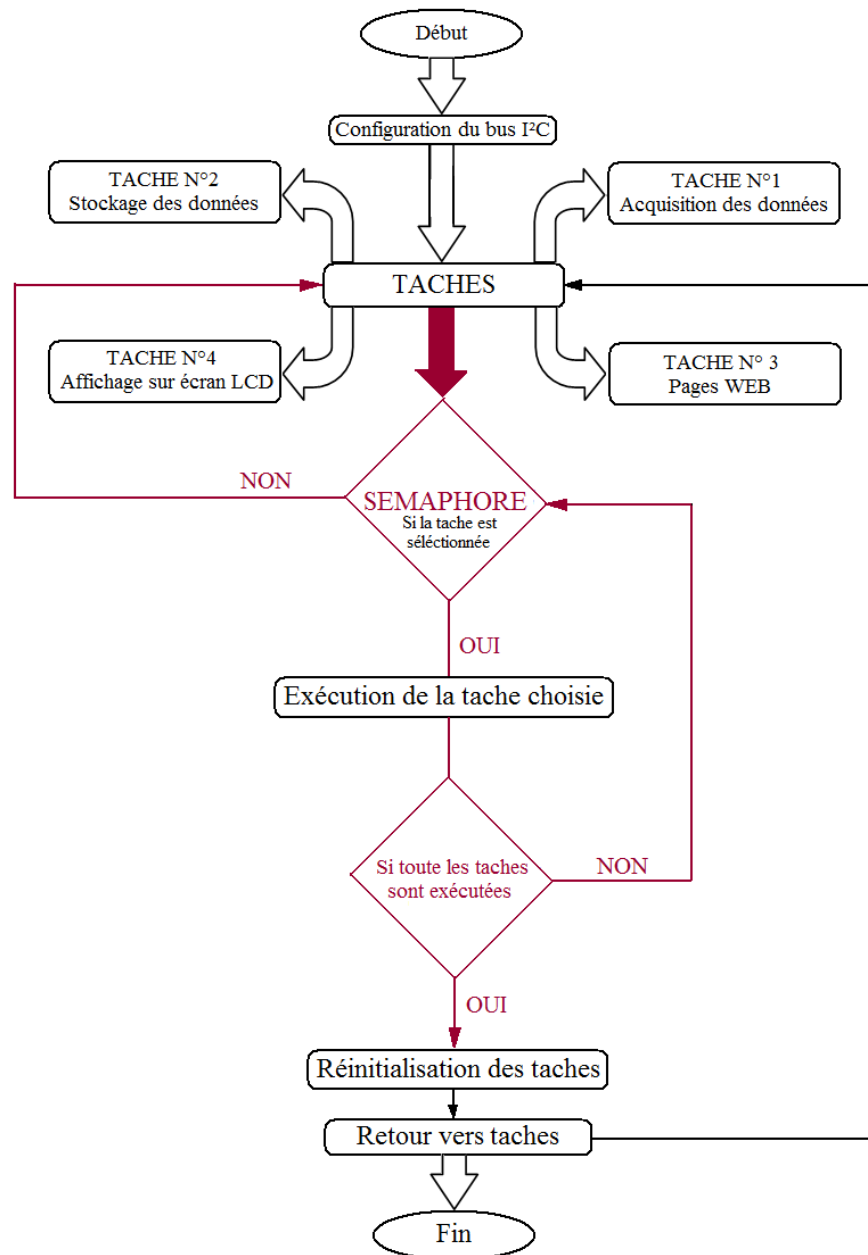 Début
Configuration du bus I²C
TACHE N°2
Stockage des données
TACHE N°1
Acquisition des données
TACHES
TACHE N°4
Affichage sur écran LCD
TACHE N° 3
Pages WEB
NON
SEMAPHORE
Si la tache est
séléctionnée
OUI
Exécution de la tache choisie
Si toute les taches
sont exécutées
NON
OUI
Réinitialisation des taches
Retour vers taches
Fin